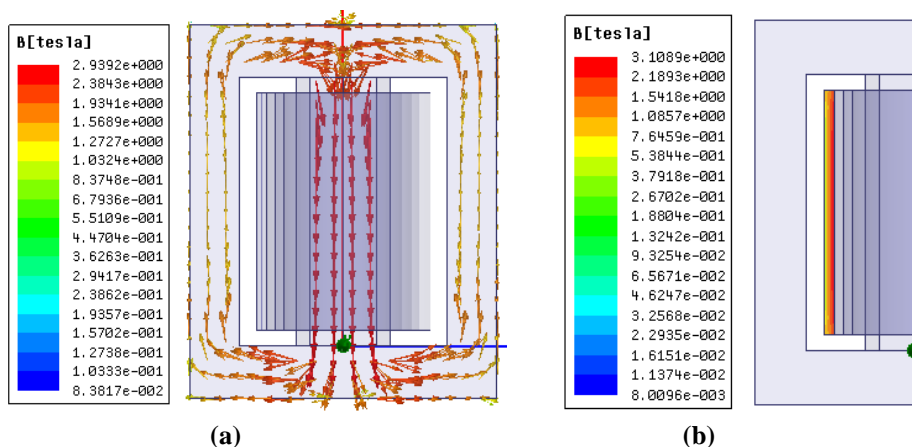 B[tesla]
2.9392e+000
2.3843e+000
1.9341e+000
1.5689e+000
1.2727e+000
1.0324e+000
8.3748e-001
6.7936e-001
5.5109e-001
4.4704e-001
3.6263e-001
2.9417e-001
2.3862e-001
1.9357e-001
1.5702e-001
1.2738e-001
1.0333e-001
8.3817e-002
(a)
B[tesla]
3.1089e+000
2.1893e+000
1.5418e+000
1.0857e+000
7.6459e-001
5.3844e-001
3.7918e-001
2.6702e-001
1.8804e-001
1.3242e-001
9.3254e-002
6.5671e-002
4.6247e-002
3.2568e-002
2.2935e-002
1.6151e-002
1.1374e-002
8.0096e-003
(b)